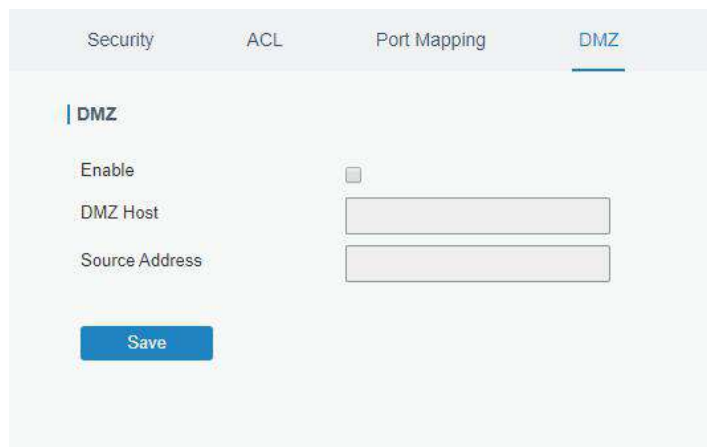 Security ACL Port Mapping DMZ
DMZ
Enable
DMZ Host
Source Address
Save